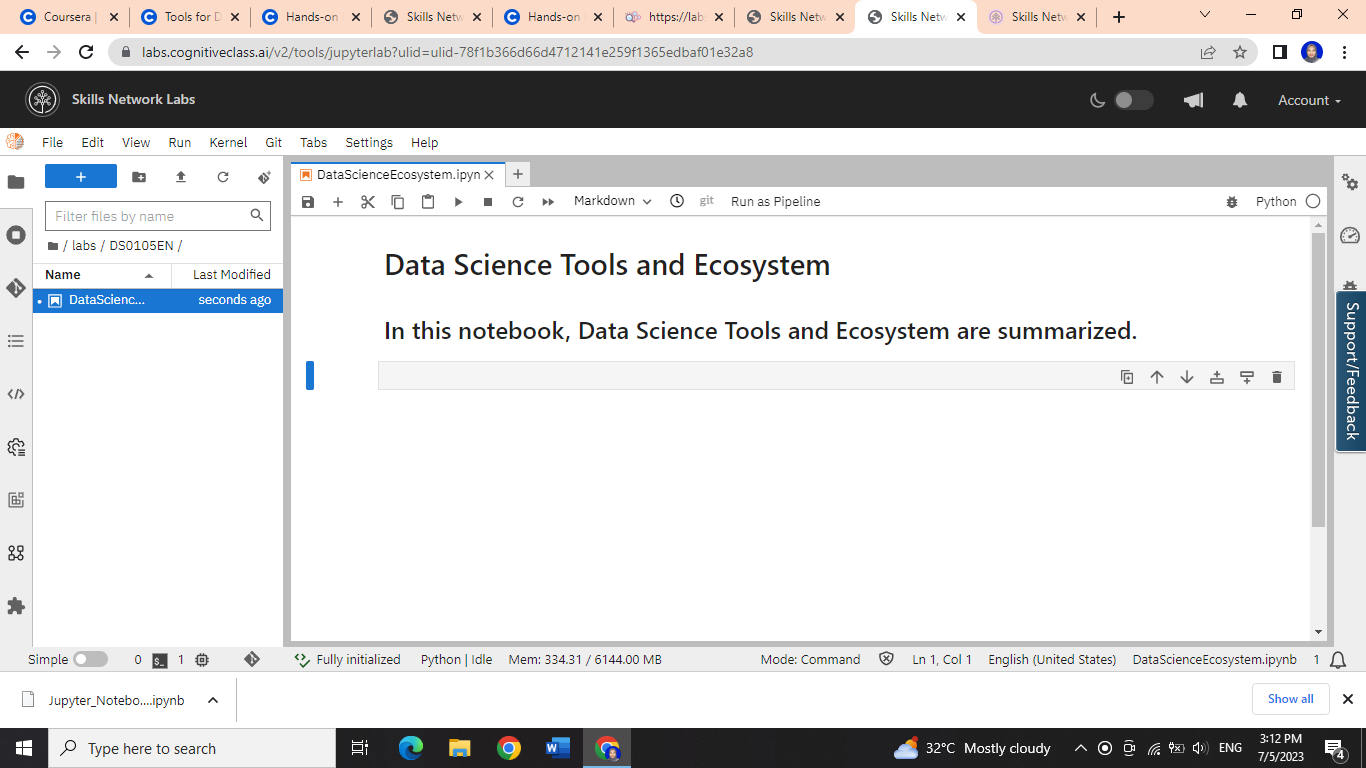 Coursera |
Tools for D
Hands-on
Skills Netw
Hands-on
https://labs
Skills Netw
Skills Netw
Skills Netw
labs.cognitiveclass.ai/v2/tools/jupyterlab?ulid=ulid-78f1b366d66d4712141e259f1365edbaf01e32a8
Skills Network Labs
Account
File Edit View Run Kernel Git Tabs Settings Help
DataScienceEcosystem.ipyn
Filter files by name
Markdown
git
Run as Pipeline
Python
/ labs / DS0105EN /
Name
Last Modified
DataScienc...
seconds ago
Data Science Tools and Ecosystem
In this notebook, Data Science Tools and Ecosystem are summarized.
Support/Feedback
Simple
0
$_
1
Fully initialized
Python | Idle
Mem: 334.31 / 6144.00 MB
Mode: Command
Ln 1, Col 1
English (United States)
DataScienceEcosystem.ipynb
1
Jupyter_Notebo....ipynb
Show all
Type here to search
32°C Mostly cloudy
ENG
3:12 PM
7/5/2023
4